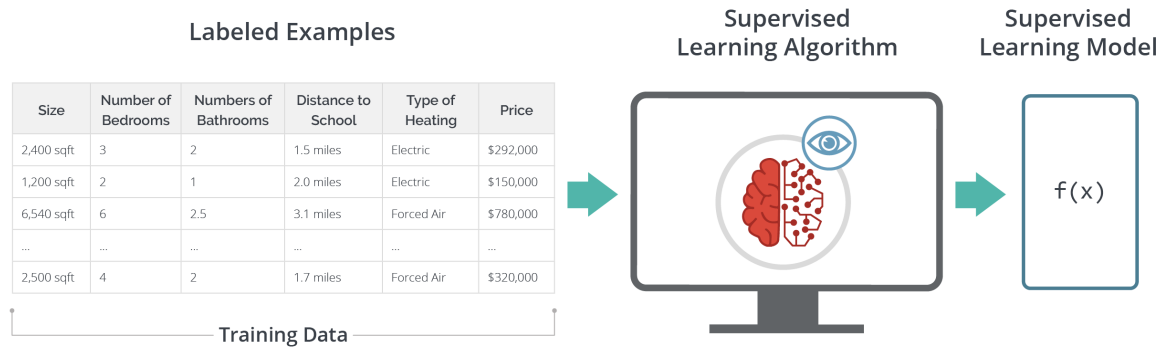 Labeled Examples
Supervised
Learning Algorithm
Supervised
Learning Model
Size
Number of
Bedrooms
Numbers of
Bathrooms
Distance to
School
Type of
Heating
Price
2,400 sqft 3 2 1.5 miles Electric $292,000
1,200 sqft 2 1 2.0 miles Electric $150,000
6,540 sqft 6 2.5 3.1 miles Forced Air $780,000
... ... ... ... ... ...
2,500 sqft 4 2 1.7 miles Forced Air $320,000
Training Data
f(x)